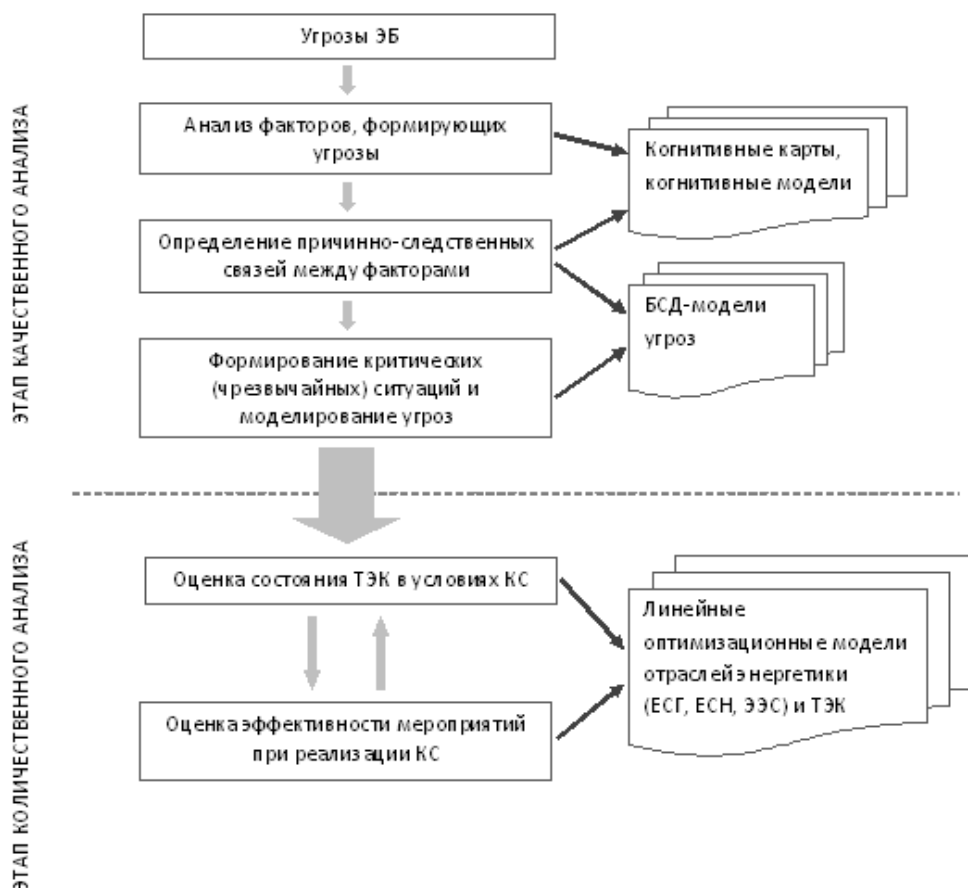 ЭТАП КАЧЕСТВЕННОГО АНАЛИЗА
Угрозы ЭБ
Анализ факторов, формирующих
угрозы
Когнитивные карты,
когнитивные модели
Определение причинно-следственных
связей между факторами
БСД-модели
угроз
Формирование критических
(чрезвычайных) ситуаций и
моделирование угроз
ЭТАП КОЛИЧЕСТВЕННОГО АНАЛИЗА
Оценка состояния ТЭК в условиях КС
Линейные
оптимизационные модели
отраслей энергетики
(ЕСГ, ЕСН, ЭЭС) и ТЭК
Оценка эффективности мероприятий
при реализации КС